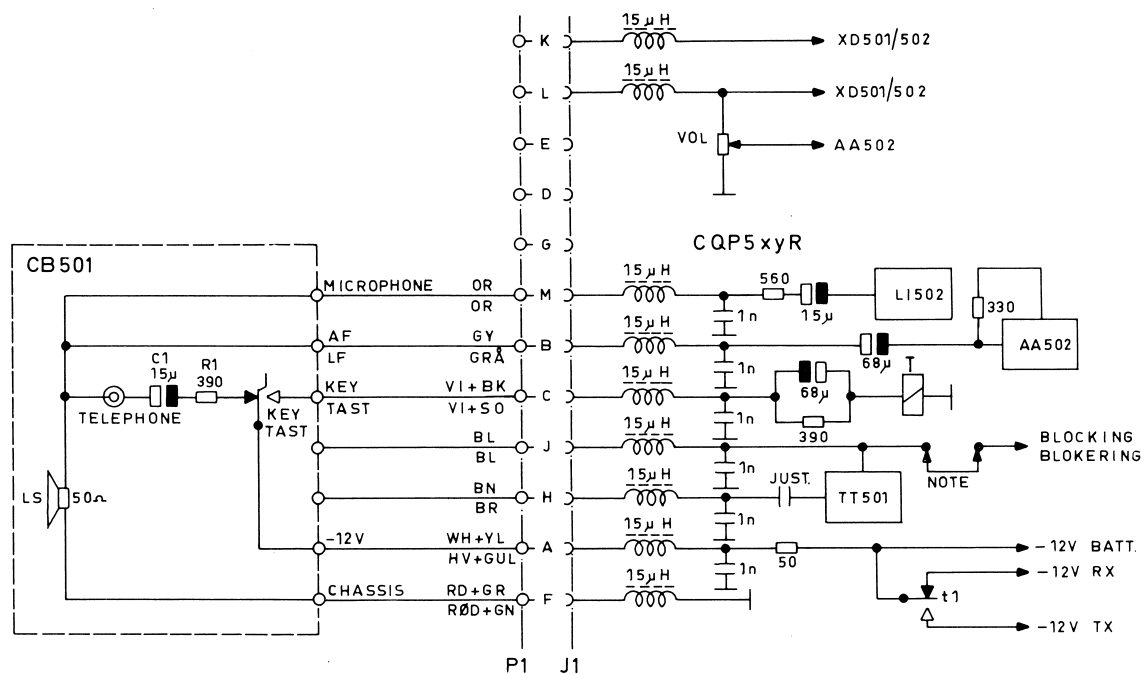 15µH
K
XD501/502
15µH
L
XD501/502
VOL
E
AA502
D
G
CQP5xyR
CB501
MICROPHONE
OR
OR
M
15µH
560
15µ
LI502
330
1n
AF
LF
GY
GRÅ
B
15µH
68µ
AA502
1n
C1
15µ
R1
390
TELEPHONE
KEY
TAST
KEY
TAST
VI+BK
VI+SO
C
15µH
68µ
390
T
1n
BL
BL
J
15µH
BLOCKING
BLOKERING
NOTE
1n
LS
50Ω
BN
BR
H
15µH
JUST.
TT501
1n
-12V
WH+YL
HV+GUL
A
15µH
50
-12V BATT.
1n
-12V RX
t1
-12V TX
CHASSIS
RD+GR
RØD+GN
F
15µH
P1
J1